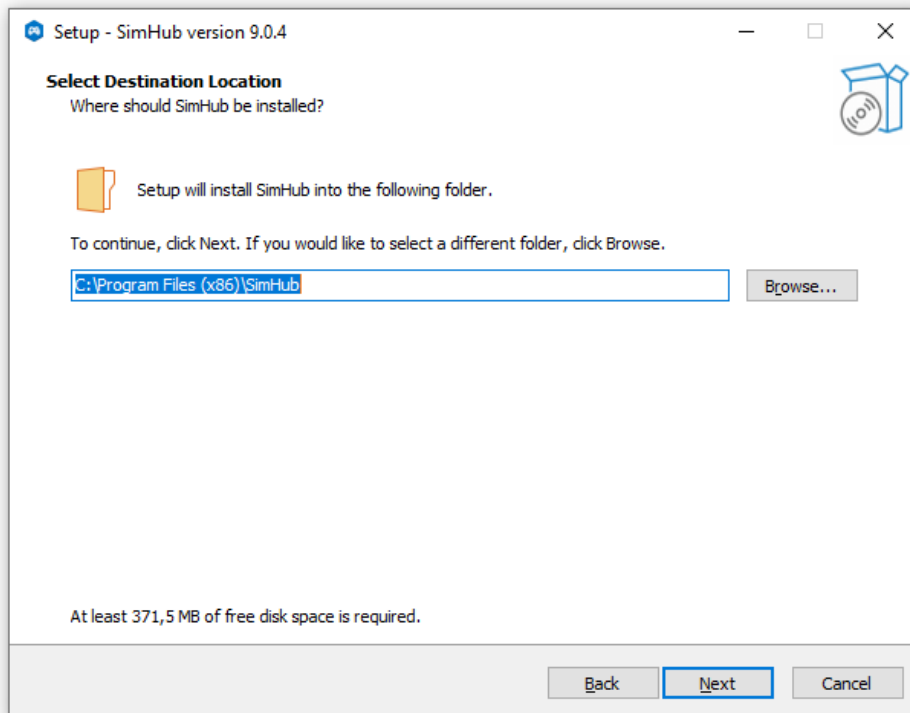 Setup - SimHub version 9.0.4
Select Destination Location
Where should SimHub be installed?
Setup will install SimHub into the following folder.
To continue, click Next. If you would like to select a different folder, click Browse.
C:\Program Files (x86)\SimHub
Browse...
At least 371,5 MB of free disk space is required.
Back Next Cancel